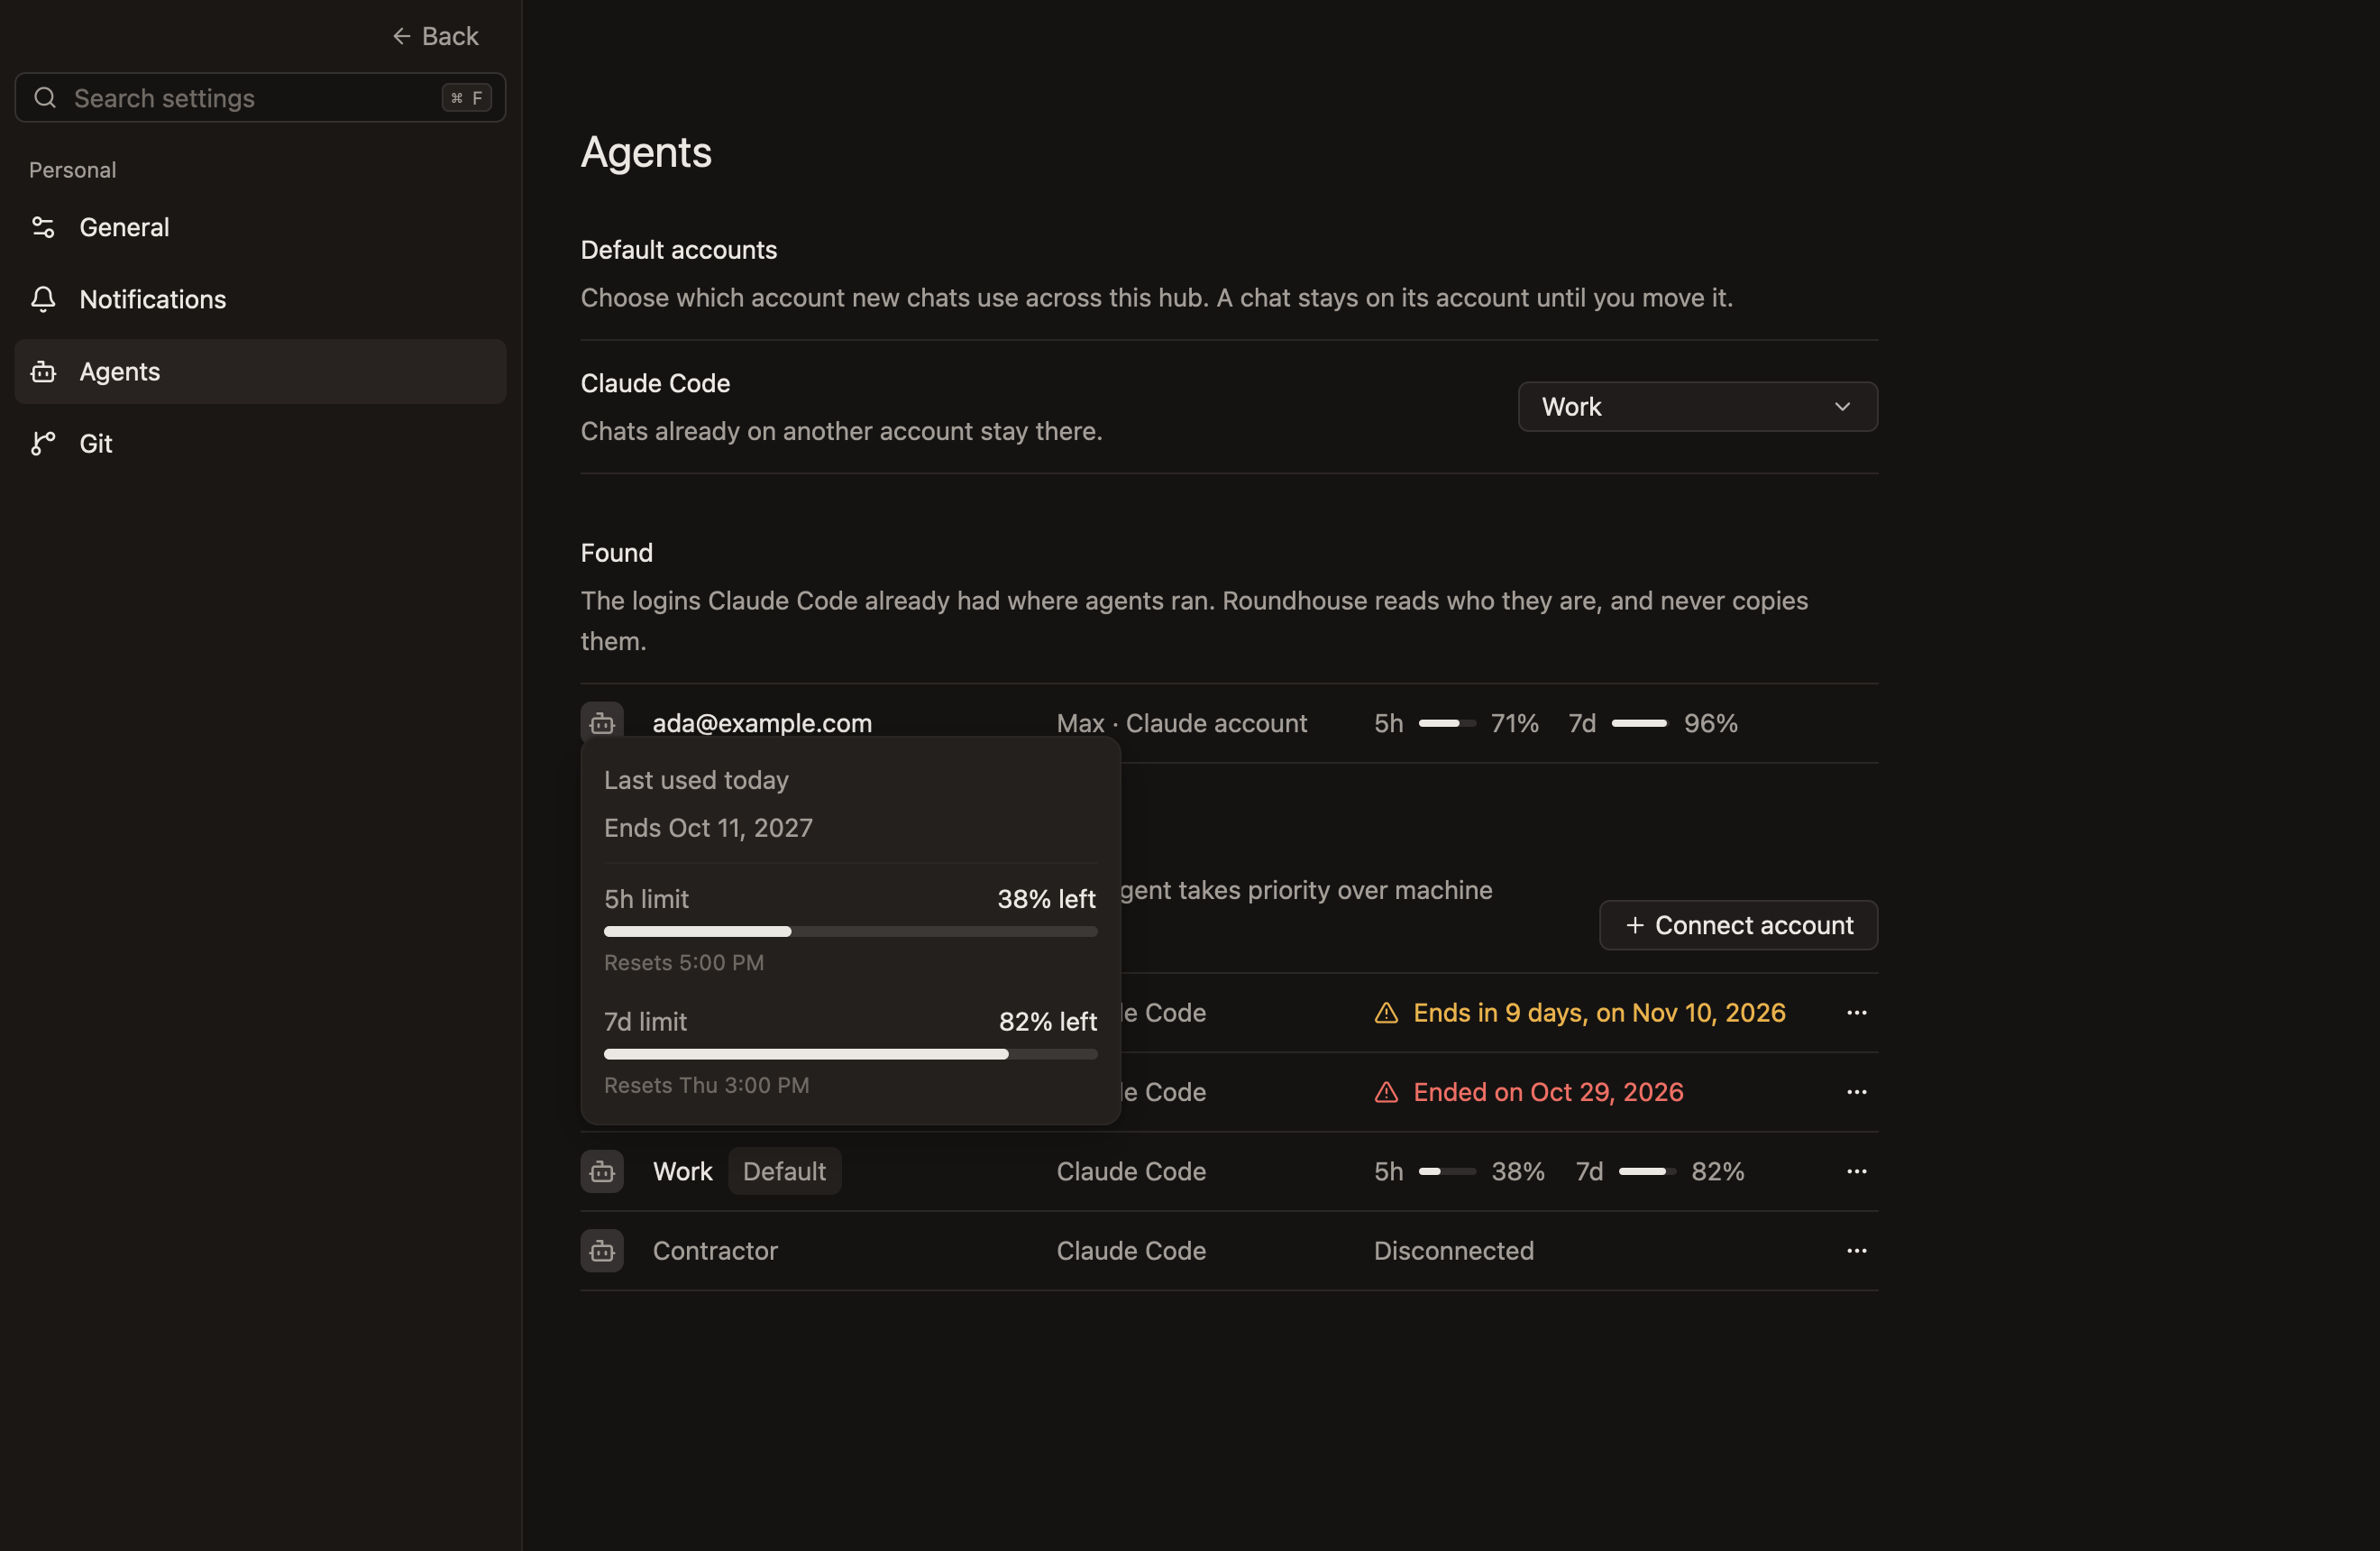 ← Back
Search settings
⌘ F
Personal
General
Notifications
Agents
Git
Agents
Default accounts
Choose which account new chats use across this hub. A chat stays on its account until you move it.
Claude Code
Chats already on another account stay there.
Work
Found
The logins Claude Code already had where agents ran. Roundhouse reads who they are, and never copies
them.
ada@example.com
Max · Claude account
5h 71% 7d 96%
Last used today
Ends Oct 11, 2027
5h limit 38% left
Resets 5:00 PM
7d limit 82% left
Resets Thu 3:00 PM
takes priority over machine
+ Connect account
Code
Ends in 9 days, on Nov 10, 2026
Code
Ended on Oct 29, 2026
Work Default Claude Code 5h 38% 7d 82%
Contractor Claude Code Disconnected